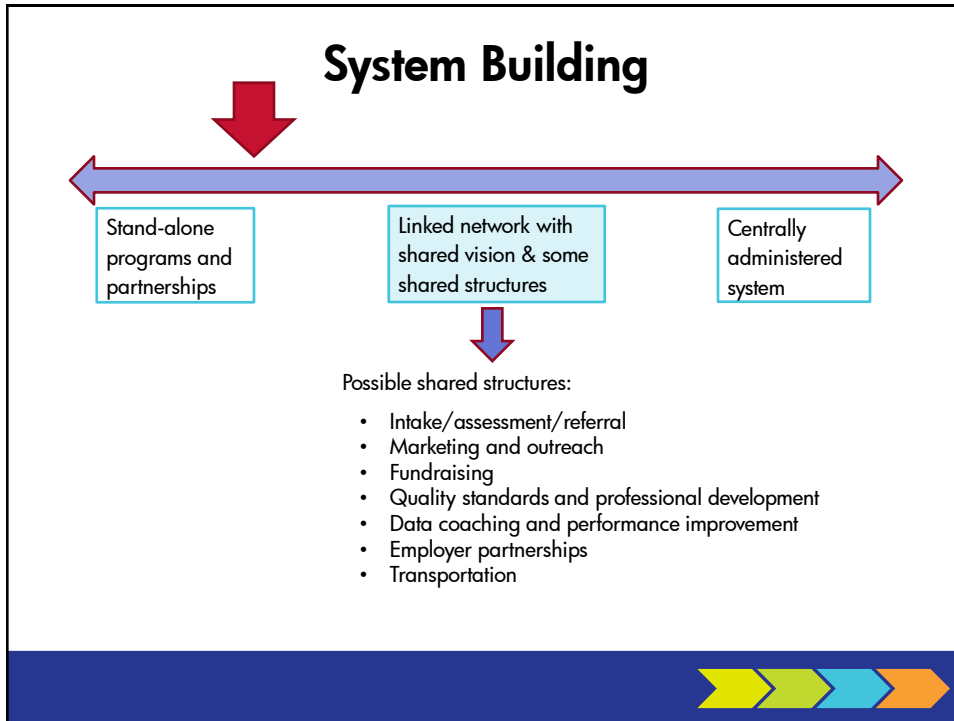 System Building
Stand-alone
programs and
partnerships
Linked network with
shared vision & some
shared structures
Centrally
administered
system
Possible shared structures:
• Intake/assessment/referral
• Marketing and outreach
• Fundraising
• Quality standards and professional development
• Data coaching and performance improvement
• Employer partnerships
• Transportation